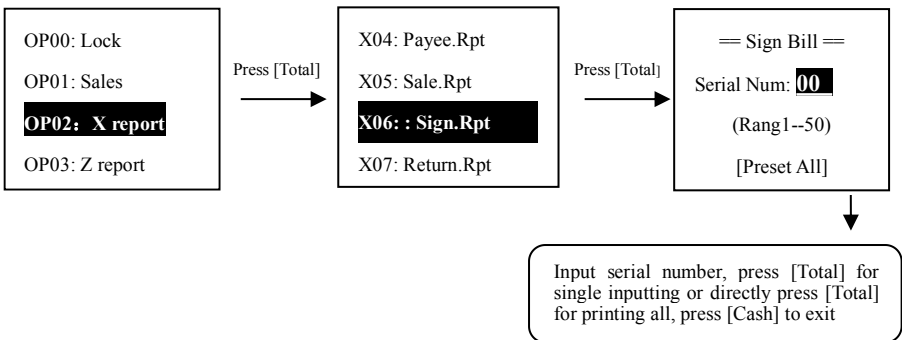 OP00: Lock
OP01: Sales
OP02: X report
OP03: Z report
Press [Total]
X04: Payee.Rpt
X05: Sale.Rpt
X06: : Sign.Rpt
X07: Return.Rpt
Press [Total]
== Sign Bill ==
Serial Num: 00
(Rang1--50)
[Preset All]
Input serial number, press [Total] for
single inputting or directly press [Total]
for printing all, press [Cash] to exit